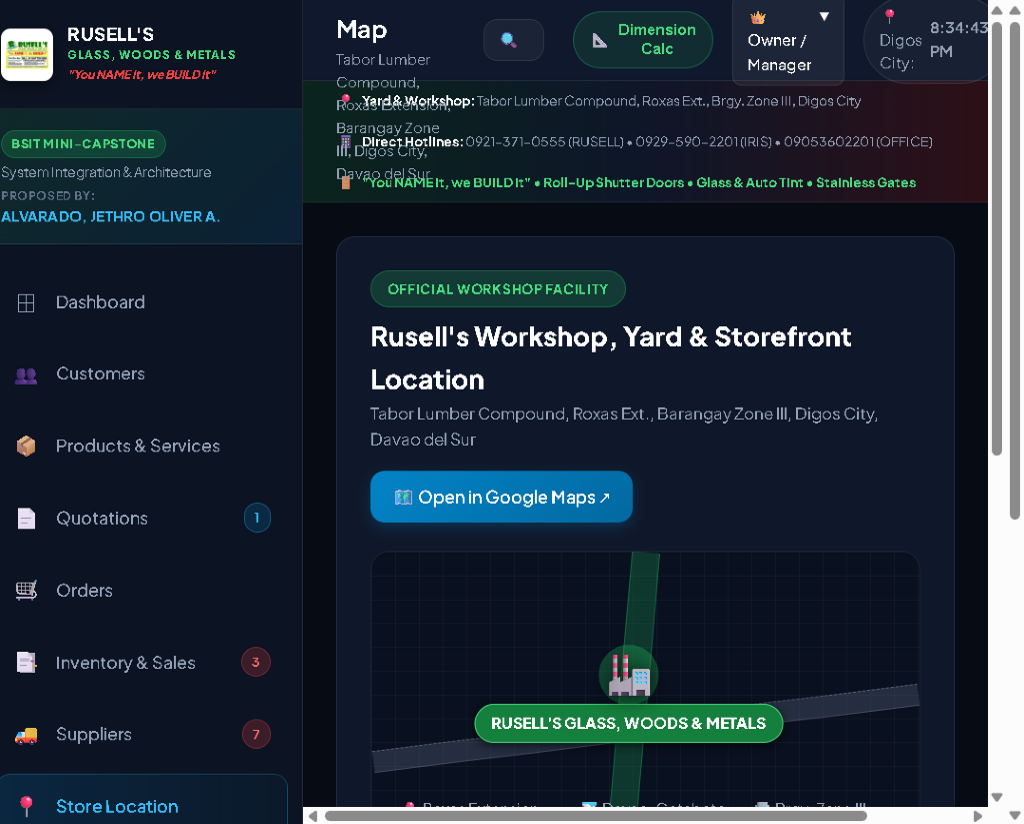 RUSELL'S
GLASS, WOODS & METALS
"You NAME it, we BUILD it"
BSIT MINI-CAPSTONE
System Integration & Architecture
PROPOSED BY:
ALVARADO, JETHRO OLIVER A.
Dashboard
Customers
Products & Services
Quotations 1
Orders
Inventory & Sales 3
Suppliers 7
Store Location
Map
Tabor Lumber
Compound,
Roxas Extension,
Barangay Zone
III, Digos City,
Davao del Sur
Dimension
Calc
Owner /
Manager
▼
Digos
City:
8:34:43
PM
Yard & Workshop: Tabor Lumber Compound, Roxas Ext., Brgy. Zone III, Digos City
Direct Hotlines: 0921-371-0555 (RUSELL) • 0929-590-2201 (IRIS) • 09053602201 (OFFICE)
"You NAME It, we BUILD It" • Roll-Up Shutter Doors • Glass & Auto Tint • Stainless Gates
OFFICIAL WORKSHOP FACILITY
Rusell's Workshop, Yard & Storefront
Location
Tabor Lumber Compound, Roxas Ext., Barangay Zone III, Digos City,
Davao del Sur
Open in Google Maps ↗
RUSELL'S GLASS, WOODS & METALS
Roxas Extension